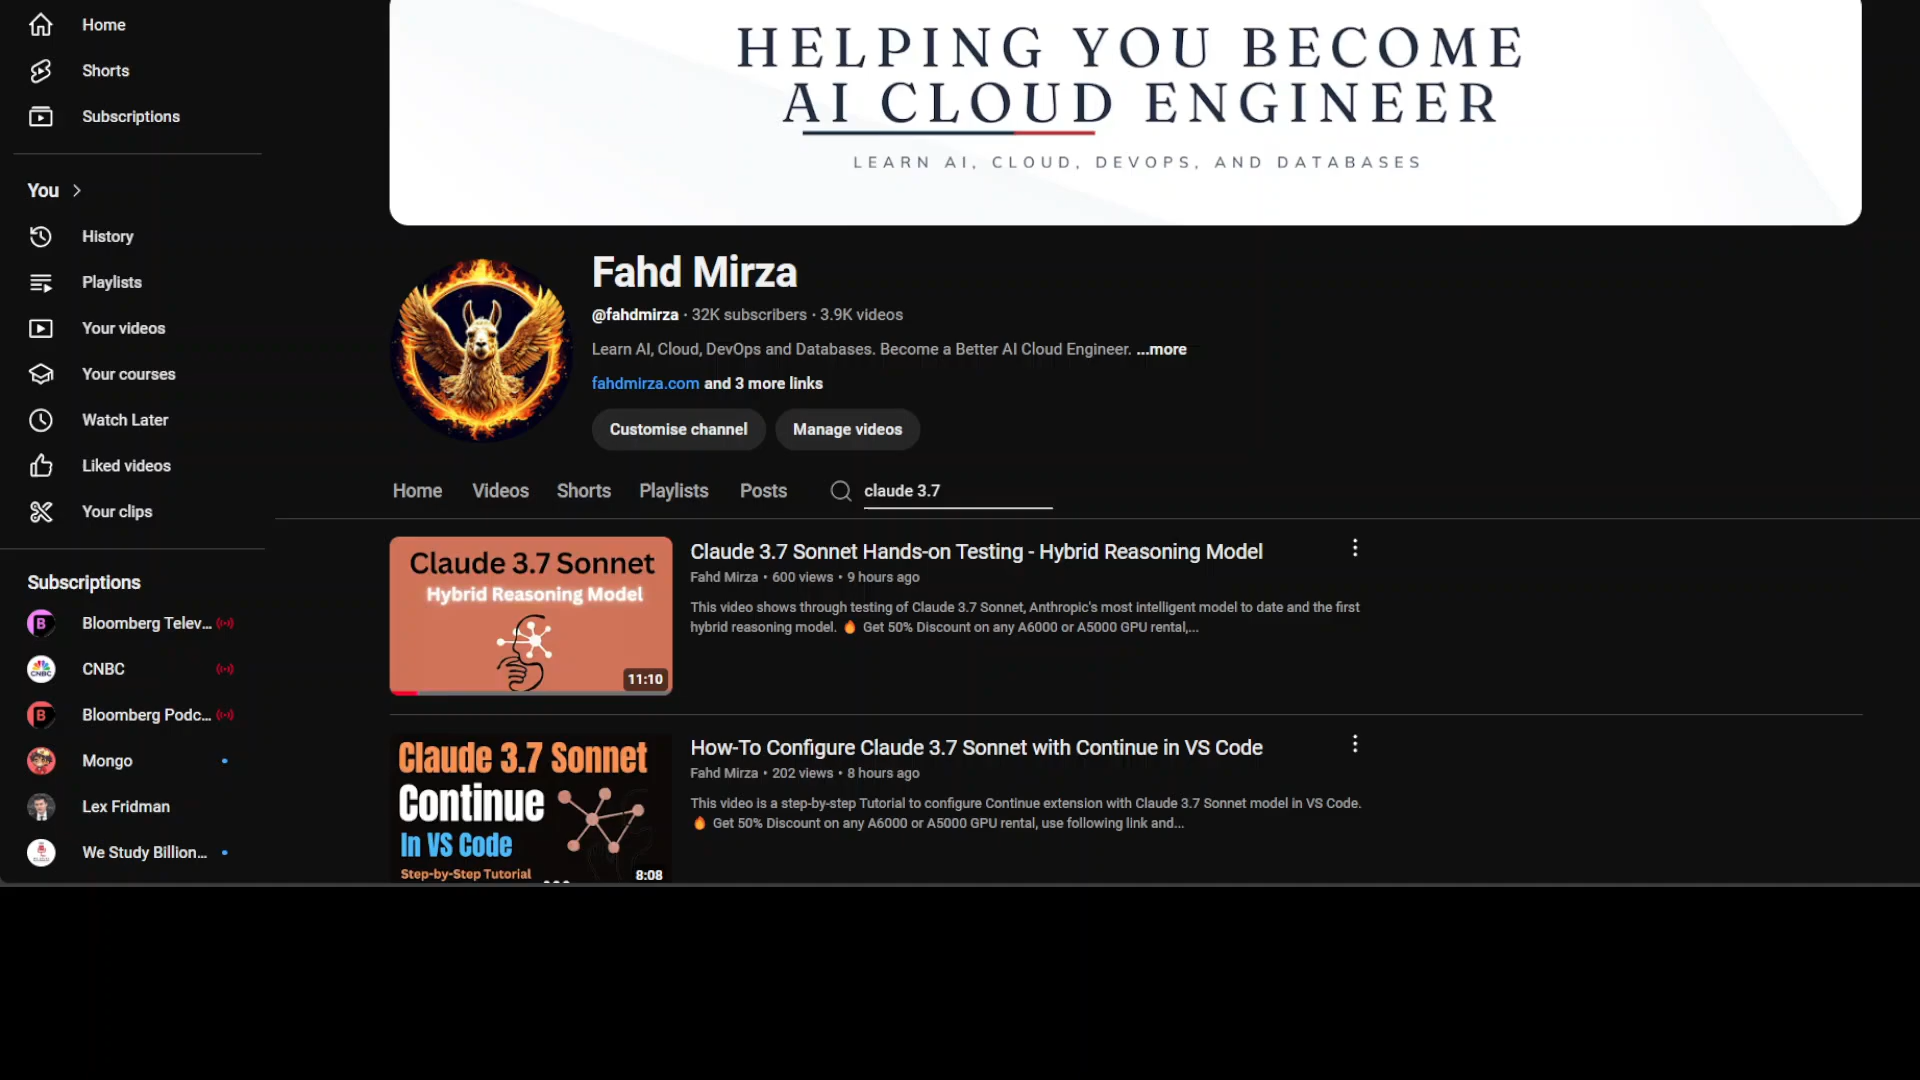 Home
Shorts
Subscriptions
You
History
Playlists
Your videos
Your courses
Watch Later
Liked videos
Your clips
Subscriptions
Bloomberg Telev...
CNBC
Bloomberg Podc...
Mongo
Lex Fridman
We Study Billion...
HELPING YOU BECOME
AI CLOUD ENGINEER
LEARN AI, CLOUD, DEVOPS, AND DATABASES
Fahd Mirza
@fahdmirza · 32K subscribers · 3.9K videos
Learn AI, Cloud, DevOps and Databases. Become a Better AI Cloud Engineer. ...more
fahdmirza.com and 3 more links
Customise channel Manage videos
Home Videos Shorts Playlists Posts claude 3.7
Claude 3.7 Sonnet
Hybrid Reasoning Model
11:10
Claude 3.7 Sonnet Hands-on Testing - Hybrid Reasoning Model
Fahd Mirza • 600 views • 9 hours ago
This video shows through testing of Claude 3.7 Sonnet, Anthropic's most intelligent model to date and the first
hybrid reasoning model. 🔥 Get 50% Discount on any A6000 or A5000 GPU rental,...
Claude 3.7 Sonnet
Continue
In VS Code
Step-by-Step Tutorial
8:08
How-To Configure Claude 3.7 Sonnet with Continue in VS Code
Fahd Mirza • 202 views • 8 hours ago
This video is a step-by-step Tutorial to configure Continue extension with Claude 3.7 Sonnet model in VS Code.
🔥 Get 50% Discount on any A6000 or A5000 GPU rental, use following link and...